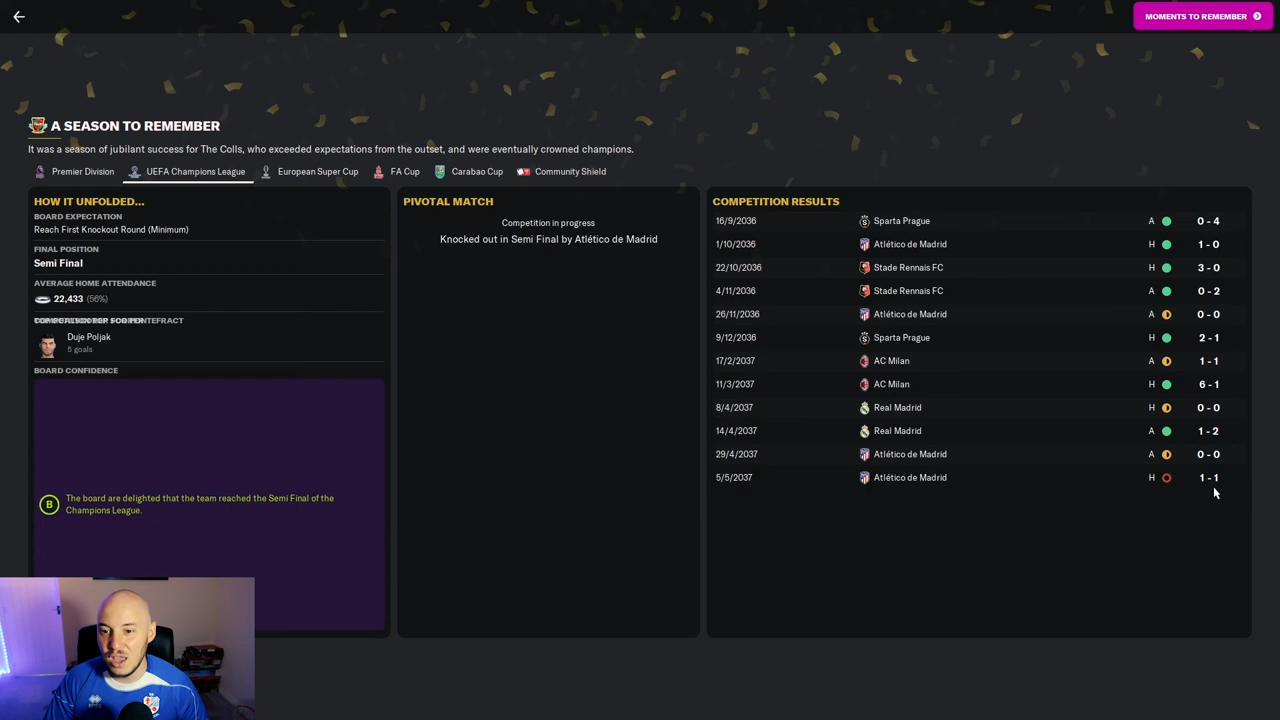 MOMENTS TO REMEMBER
A SEASON TO REMEMBER
It was a season of jubilant success for The Colls, who exceeded expectations from the outset, and were eventually crowned champions.
Premier Division UEFA Champions League European Super Cup FA Cup Carabao Cup Community Shield
HOW IT UNFOLDED...
BOARD EXPECTATION
Reach First Knockout Round (Minimum)
FINAL POSITION
Semi Final
AVERAGE HOME ATTENDANCE
22,433 (56%)
Duje Poljak
5 goals
BOARD CONFIDENCE
B
The board are delighted that the team reached the Semi Final of the
Champions League.
PIVOTAL MATCH
Competition in progress
Knocked out in Semi Final by Atlético de Madrid
COMPETITION RESULTS
16/9/2036 Sparta Prague A 0 - 4
1/10/2036 Atlético de Madrid H 1 - 0
22/10/2036 Stade Rennais FC H 3 - 0
4/11/2036 Stade Rennais FC A 0 - 2
26/11/2036 Atlético de Madrid A 0 - 0
9/12/2036 Sparta Prague H 2 - 1
17/2/2037 AC Milan A 1 - 1
11/3/2037 AC Milan H 6 - 1
8/4/2037 Real Madrid H 0 - 0
14/4/2037 Real Madrid A 1 - 2
29/4/2037 Atlético de Madrid A 0 - 0
5/5/2037 Atlético de Madrid H 1 - 1